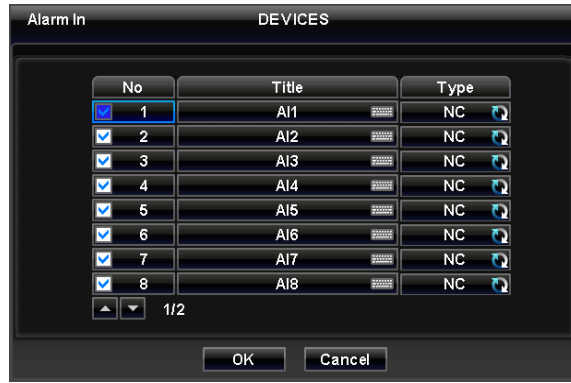 Alarm In DEVICES
No Title Type
1 AI1 NC
2 AI2 NC
3 AI3 NC
4 AI4 NC
5 AI5 NC
6 AI6 NC
7 AI7 NC
8 AI8 NC
1/2
OK Cancel